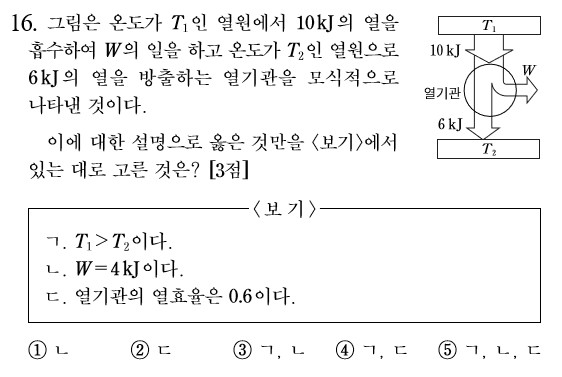 16. 그림은 온도가 T₁인 열원에서 10 kJ의 열을
흡수하여 W의 일을 하고 온도가 T₂인 열원으로
6 kJ의 열을 방출하는 열기관을 모식적으로
나타낸 것이다.
이에 대한 설명으로 옳은 것만을 〈보기〉에서
있는 대로 고른 것은? [3점]
T₁
10 kJ
W
열기관
6 kJ
T₂
〈보 기〉
ㄱ. T₁>T₂이다.
ㄴ. W=4 kJ이다.
ㄷ. 열기관의 열효율은 0.6이다.
① ㄴ ② ㄷ ③ ㄱ, ㄴ ④ ㄱ, ㄷ ⑤ ㄱ, ㄴ, ㄷ